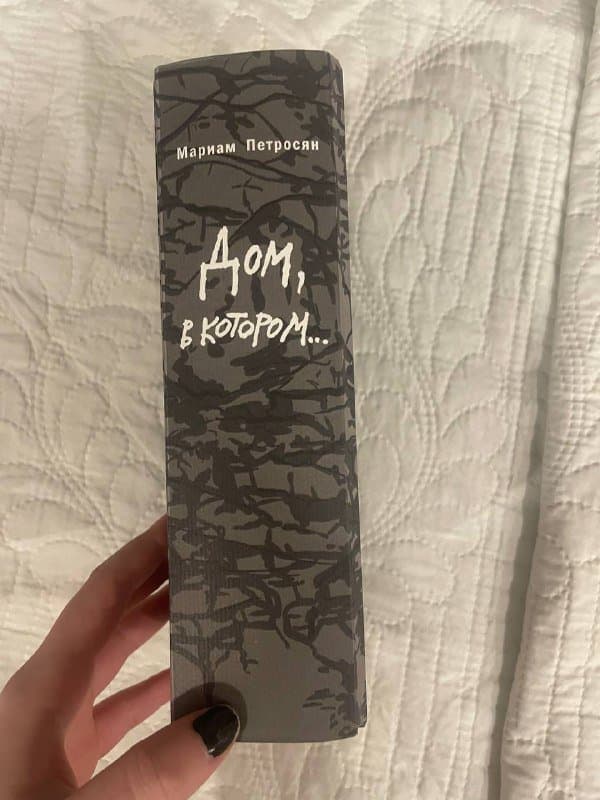 Мариам Петросян
Дом,
в котором...